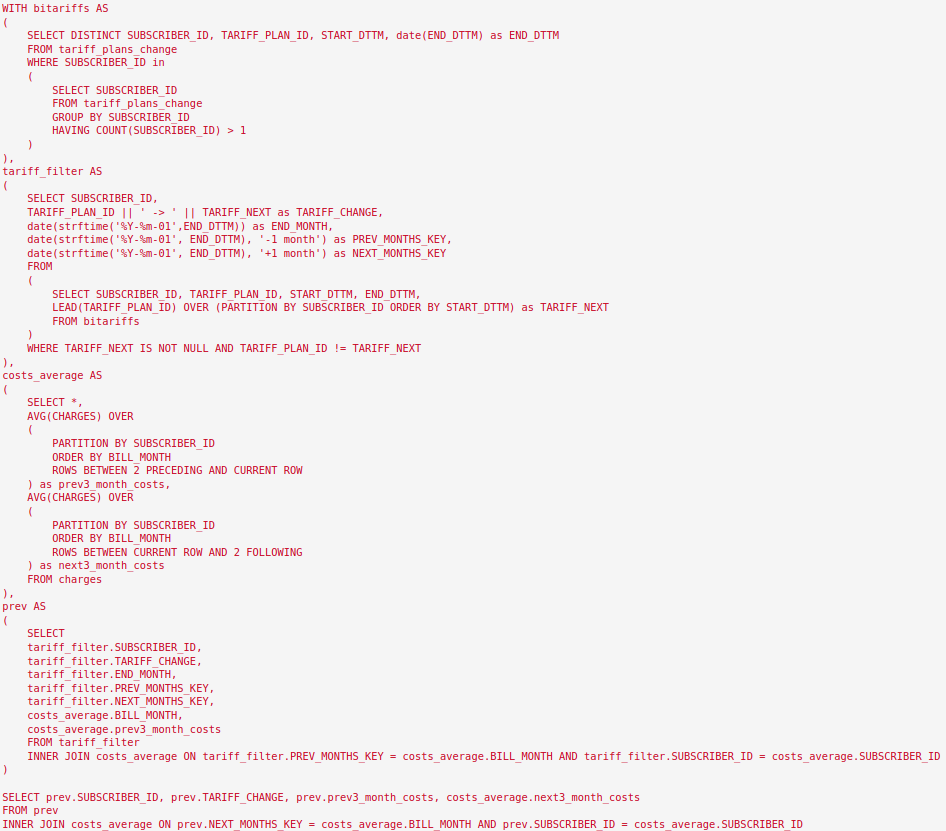 WITH bitariffs AS
(
    SELECT DISTINCT SUBSCRIBER_ID, TARIFF_PLAN_ID, START_DTTM, date(END_DTTM) as END_DTTM
    FROM tariff_plans_change
    WHERE SUBSCRIBER_ID in
    (
        SELECT SUBSCRIBER_ID
        FROM tariff_plans_change
        GROUP BY SUBSCRIBER_ID
        HAVING COUNT(SUBSCRIBER_ID) > 1
    )
),
tariff_filter AS
(
    SELECT SUBSCRIBER_ID,
    TARIFF_PLAN_ID || ' -> ' || TARIFF_NEXT as TARIFF_CHANGE,
    date(strftime('%Y-%m-01',END_DTTM)) as END_MONTH,
    date(strftime('%Y-%m-01', END_DTTM), '-1 month') as PREV_MONTHS_KEY,
    date(strftime('%Y-%m-01', END_DTTM), '+1 month') as NEXT_MONTHS_KEY
    FROM
    (
        SELECT SUBSCRIBER_ID, TARIFF_PLAN_ID, START_DTTM, END_DTTM,
        LEAD(TARIFF_PLAN_ID) OVER (PARTITION BY SUBSCRIBER_ID ORDER BY START_DTTM) as TARIFF_NEXT
        FROM bitariffs
    )
    WHERE TARIFF_NEXT IS NOT NULL AND TARIFF_PLAN_ID != TARIFF_NEXT
),
costs_average AS
(
    SELECT *,
    AVG(CHARGES) OVER
    (
        PARTITION BY SUBSCRIBER_ID
        ORDER BY BILL_MONTH
        ROWS BETWEEN 2 PRECEDING AND CURRENT ROW
    ) as prev3_month_costs,
    AVG(CHARGES) OVER
    (
        PARTITION BY SUBSCRIBER_ID
        ORDER BY BILL_MONTH
        ROWS BETWEEN CURRENT ROW AND 2 FOLLOWING
    ) as next3_month_costs
    FROM charges
),
prev AS
(
    SELECT
    tariff_filter.SUBSCRIBER_ID,
    tariff_filter.TARIFF_CHANGE,
    tariff_filter.END_MONTH,
    tariff_filter.PREV_MONTHS_KEY,
    tariff_filter.NEXT_MONTHS_KEY,
    costs_average.BILL_MONTH,
    costs_average.prev3_month_costs
    FROM tariff_filter
    INNER JOIN costs_average ON tariff_filter.PREV_MONTHS_KEY = costs_average.BILL_MONTH AND tariff_filter.SUBSCRIBER_ID = costs_average.SUBSCRIBER_ID
)

SELECT prev.SUBSCRIBER_ID, prev.TARIFF_CHANGE, prev.prev3_month_costs, costs_average.next3_month_costs
FROM prev
INNER JOIN costs_average ON prev.NEXT_MONTHS_KEY = costs_average.BILL_MONTH AND prev.SUBSCRIBER_ID = costs_average.SUBSCRIBER_ID